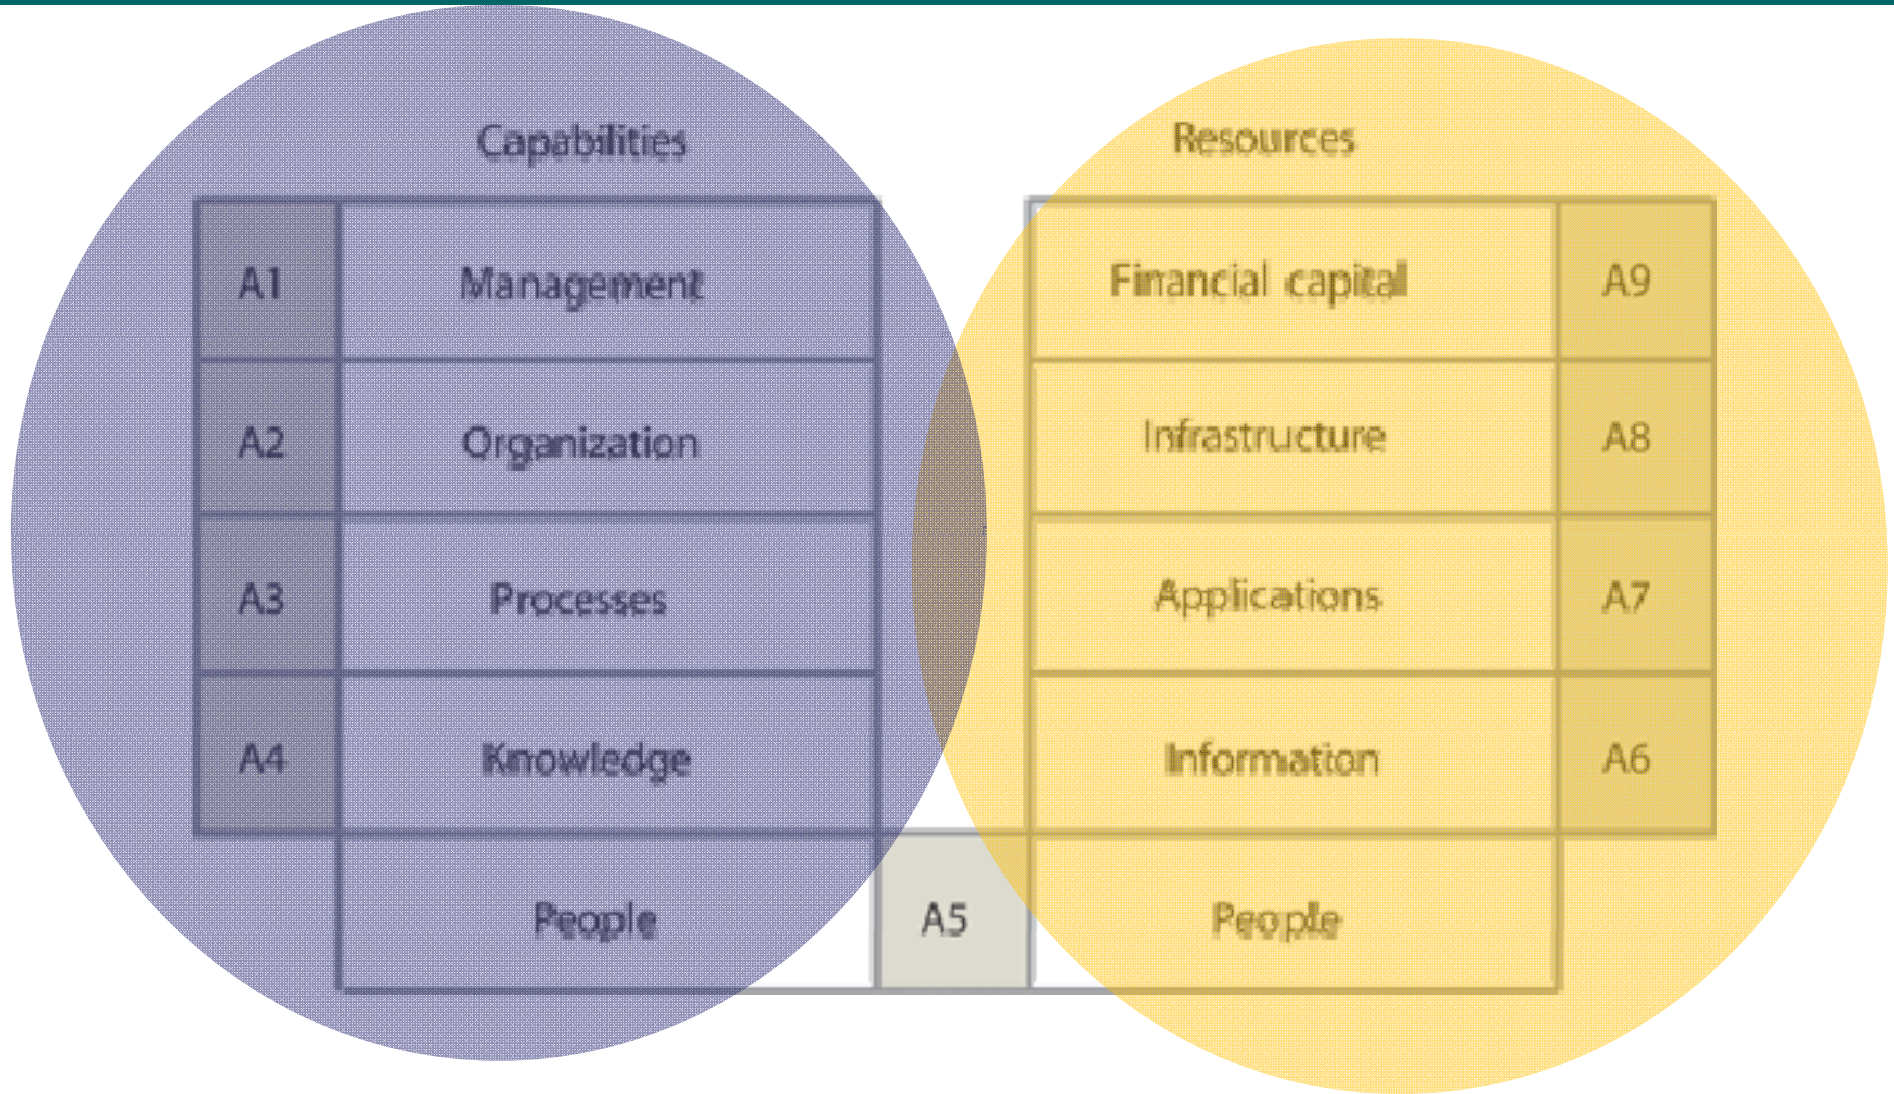 Capabilities Resources
A1 Management Financial capital A9
A2 Organization Infrastructure A8
A3 Processes Applications A7
A4 Knowledge Information A6
People A5 People